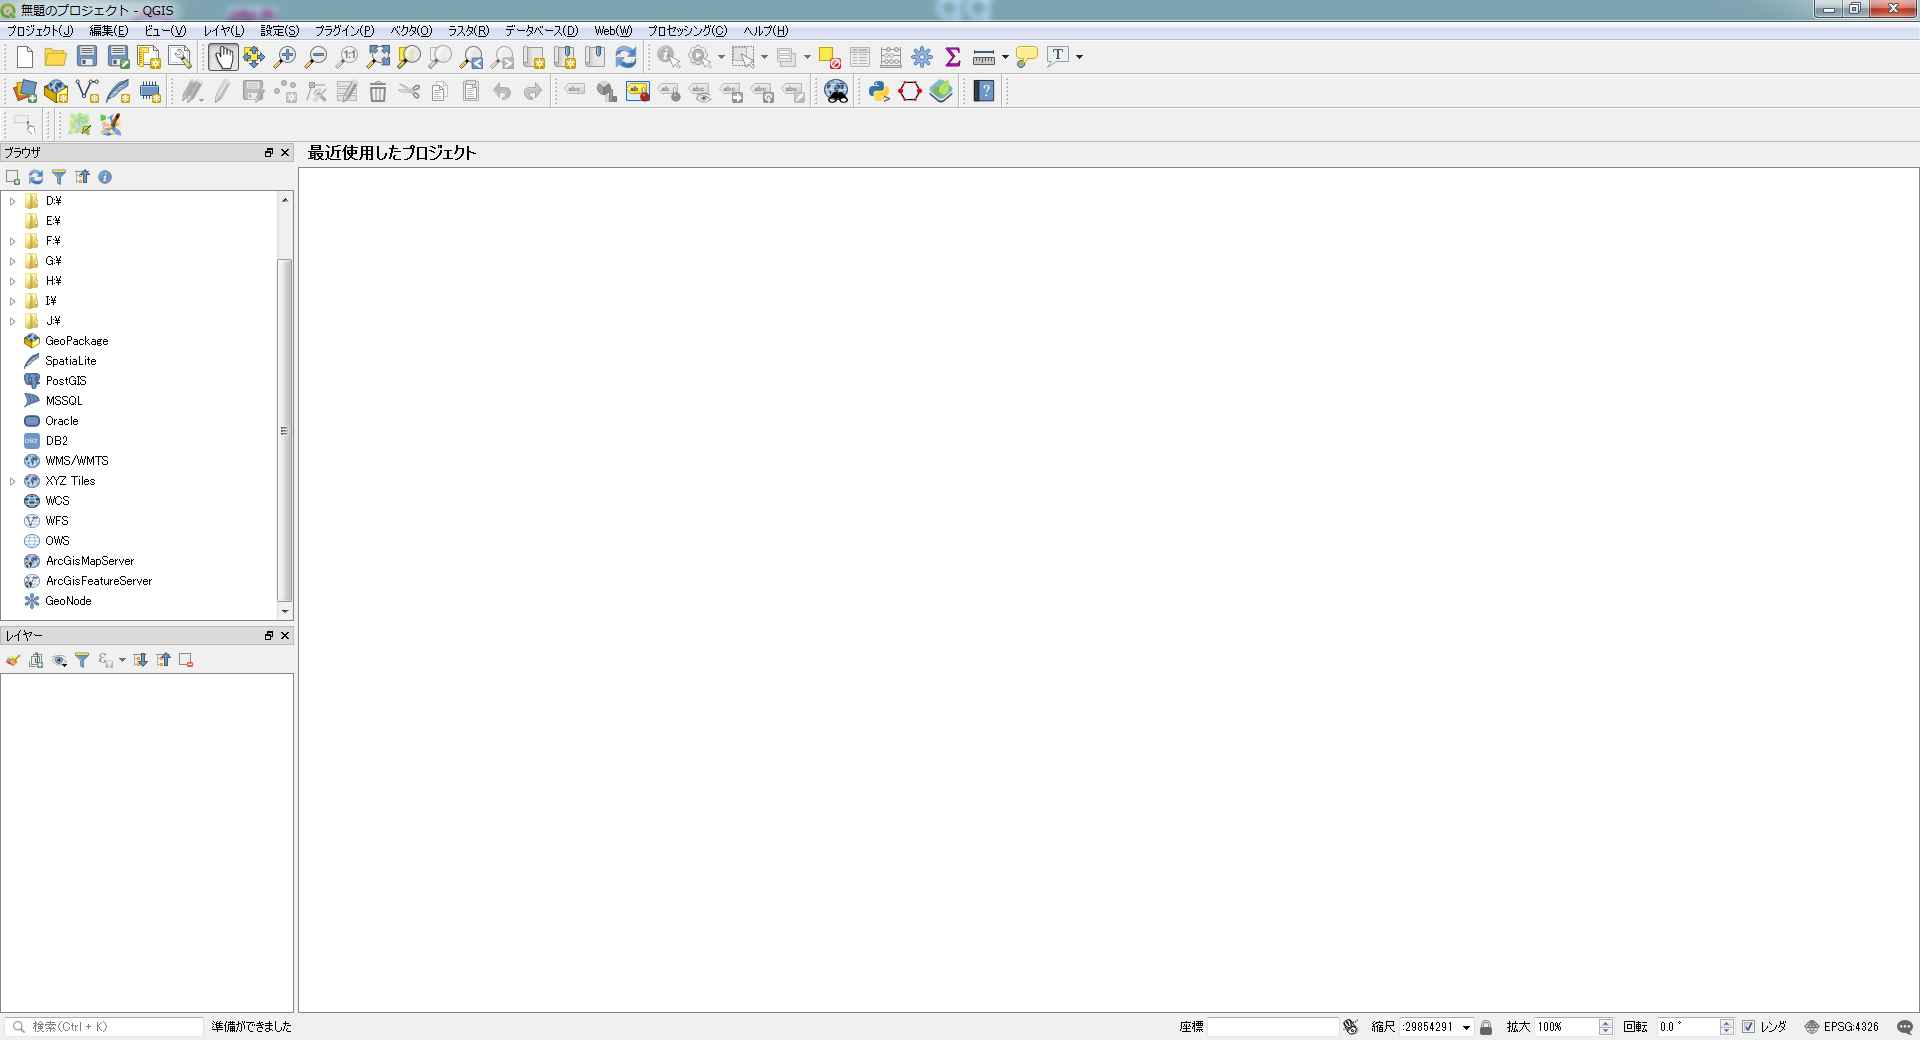 無題のプロジェクト - QGIS
プロジェクト(J) 編集(E) ビュー(V) レイヤ(L) 設定(S) プラグイン(P) ベクタ(O) ラスタ(R) データベース(D) Web(W) プロセッシング(C) ヘルプ(H)
ブラウザ
最近使用したプロジェクト
D:¥
E:¥
F:¥
G:¥
H:¥
I:¥
J:¥
GeoPackage
SpatiaLite
PostGIS
MSSQL
Oracle
DB2
WMS/WMTS
XYZ Tiles
WCS
WFS
OWS
ArcGisMapServer
ArcGisFeatureServer
GeoNode
レイヤー
検索(Ctrl + K) 準備ができました 座標 縮尺 :29854291 拡大 100% 回転 0.0 ° レンダ EPSG:4326